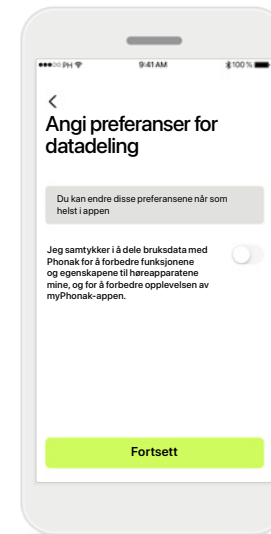 PH
9:41 AM
100 %
Angi preferanser for
datadeling
Du kan endre disse preferansene når som
helst i appen
Jeg samtykker i å dele bruksdata med
Phonak for å forbedre funksjonene
og egenskapene til høreapparatene
mine, og for å forbedre opplevelsen av
myPhonak-appen.
Fortsett